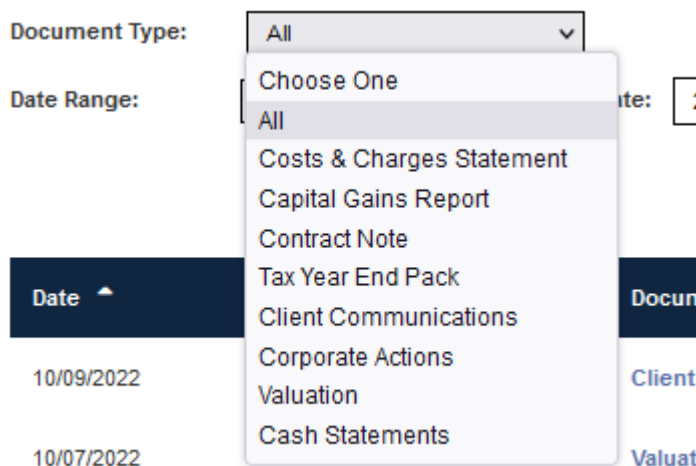 Document Type:
All
Choose One
Date Range:
All
Costs & Charges Statement
Capital Gains Report
Contract Note
Tax Year End Pack
Client Communications
Corporate Actions
Valuation
Cash Statements
Date
10/09/2022
Client
10/07/2022